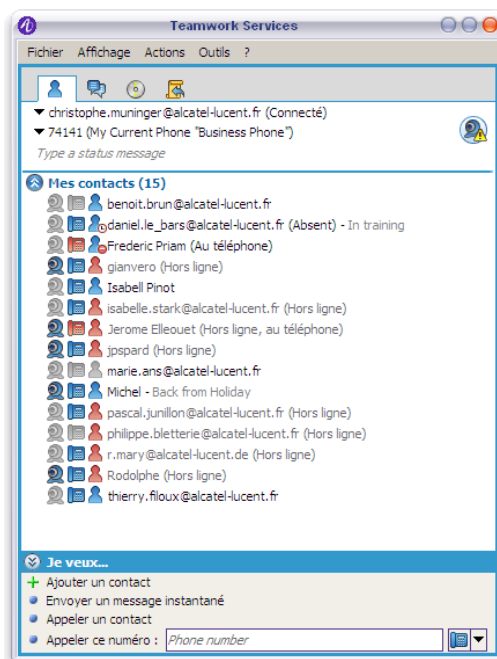 Teamwork Services
Fichier Affichage Actions Outils ?
christophe.muninger@alcatel-lucent.fr (Connecté)
74141 (My Current Phone "Business Phone")
Type a status message
Mes contacts (15)
benoit.brun@alcatel-lucent.fr
daniel.le_bars@alcatel-lucent.fr (Absent) - In training
Frederic Priam (Au téléphone)
gianvero (Hors ligne)
Isabell Pinot
isabelle.stark@alcatel-lucent.fr (Hors ligne)
Jerome Elleouet (Hors ligne, au téléphone)
jpspard (Hors ligne)
marie.ans@alcatel-lucent.fr
Michel - Back from Holiday
pascal.junillon@alcatel-lucent.fr (Hors ligne)
philippe.bletterie@alcatel-lucent.fr (Hors ligne)
r.mary@alcatel-lucent.de (Hors ligne)
Rodolphe (Hors ligne)
thierry.filoux@alcatel-lucent.fr
Je veux...
Ajouter un contact
Envoyer un message instantané
Appeler un contact
Appeler ce numéro : Phone number